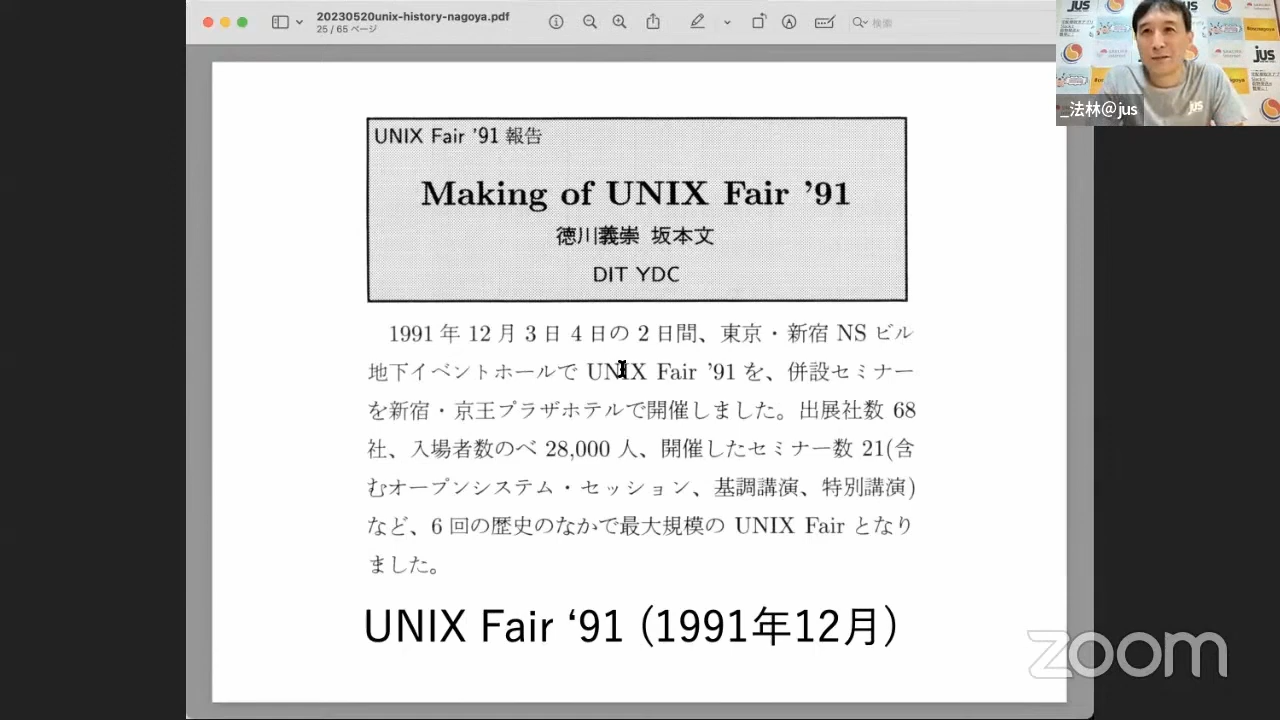 20230520unix-history-nagoya.pdf
25 / 65 ページ
検索
jus
jus
jus
_法林@jus
UNIX Fair ’91 報告
Making of UNIX Fair ’91
徳川義崇 坂本文
DIT YDC
1991 年 12 月 3 日 4 日の 2 日間、東京・新宿 NS ビル
地下イベントホールで UNIX Fair ’91 を、併設セミナー
を新宿・京王プラザホテルで開催しました。出展社数 68
社、入場者数のべ 28,000 人、開催したセミナー数 21(含
むオープンシステム・セッション、基調講演、特別講演)
など、6 回の歴史のなかで最大規模の UNIX Fair となり
ました。
UNIX Fair ‘91 (1991年12月)
zoom